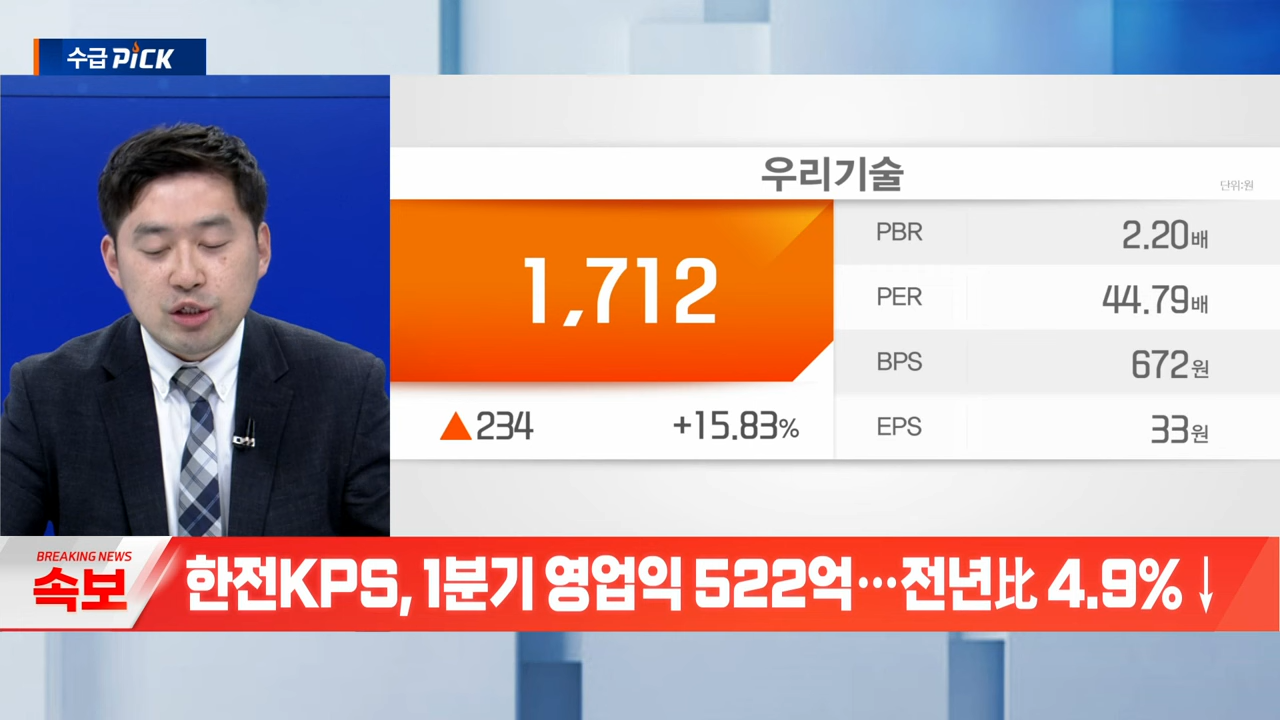 수급 PiCK
우리기술
단위:원
1,712
▲234 +15.83%
PBR 2.20배
PER 44.79배
BPS 672원
EPS 33원
BREAKING NEWS
속보
한전KPS, 1분기 영업익 522억…전년比 4.9%↓